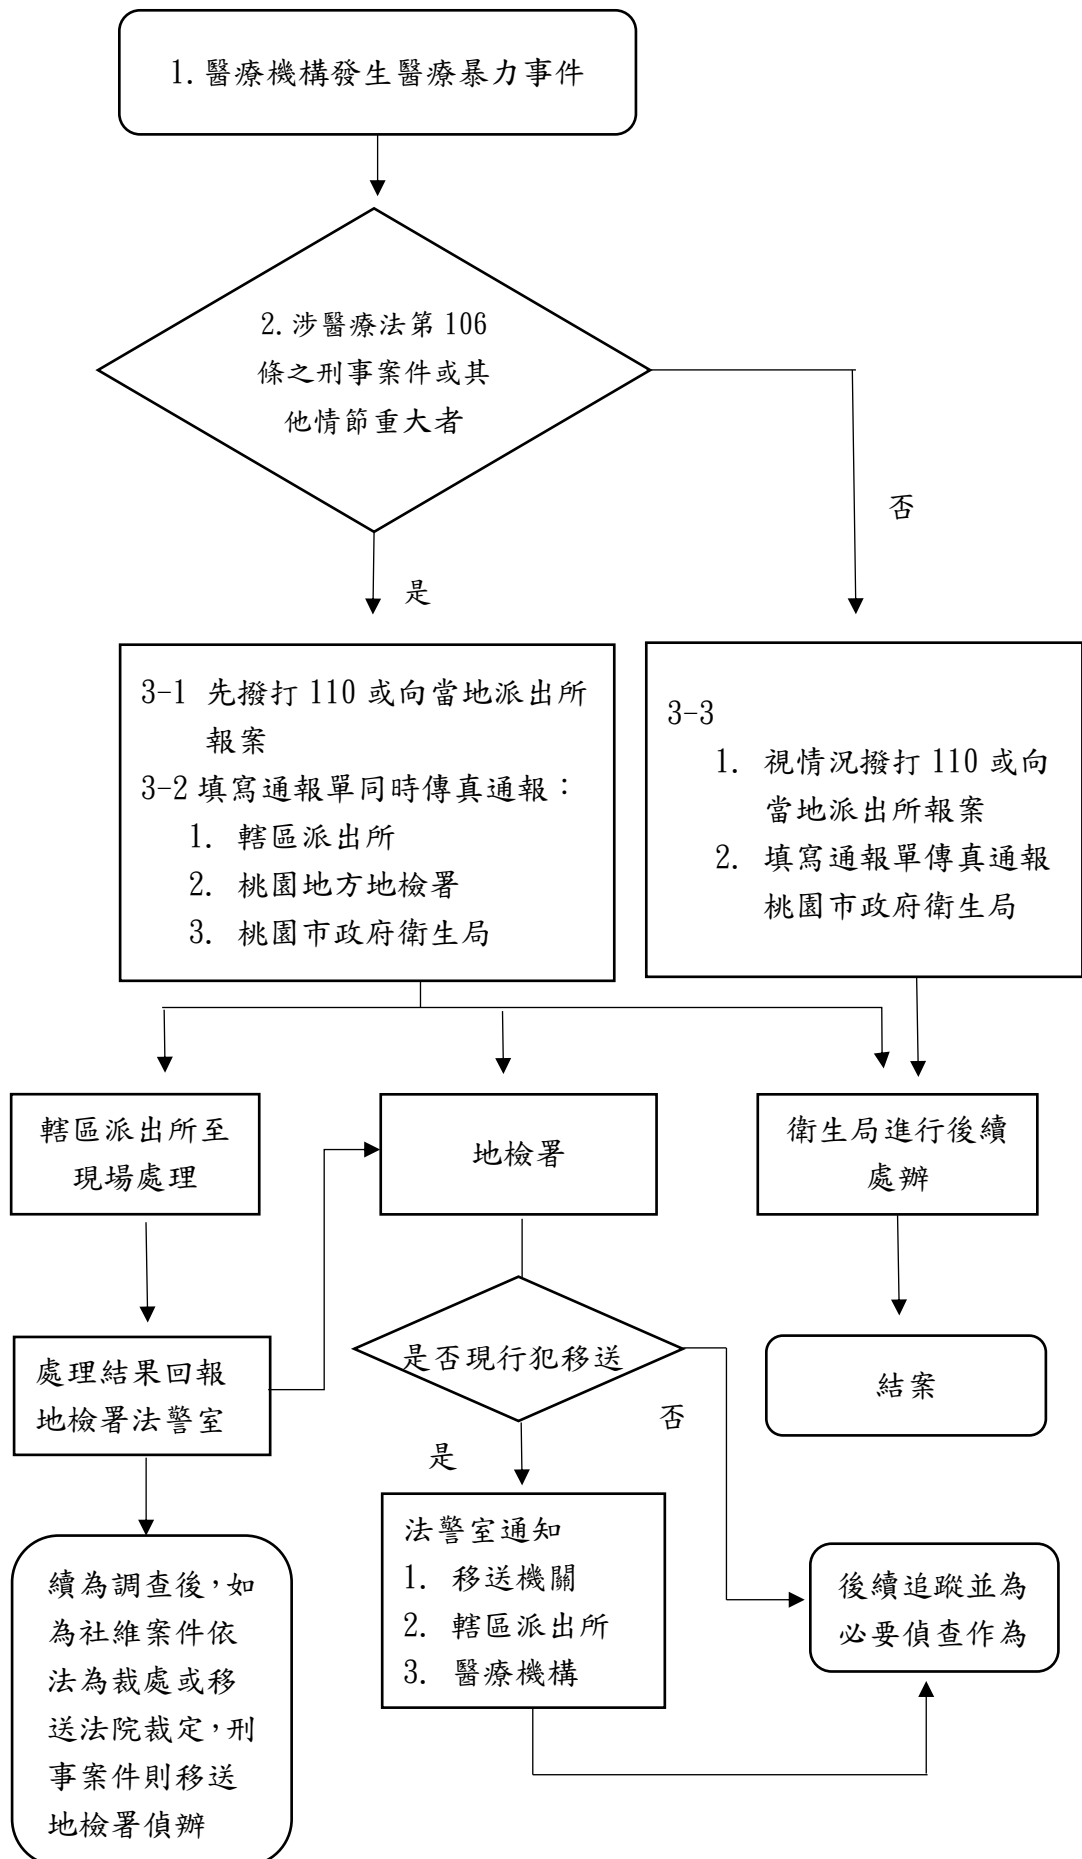 1.醫療機構發生醫療暴力事件
2.涉醫療法第 106
條之刑事案件或其
他情節重大者
否
是
3-1 先撥打 110 或向當地派出所
報案
3-2 填寫通報單同時傳真通報：
1. 轄區派出所
2. 桃園地方地檢署
3. 桃園市政府衛生局
3-3
1. 視情況撥打 110 或向
當地派出所報案
2. 填寫通報單傳真通報
桃園市政府衛生局
轄區派出所至
現場處理
地檢署
衛生局進行後續
處辦
處理結果回報
地檢署法警室
是否現行犯移送
結案
否
是
法警室通知
1. 移送機關
2. 轄區派出所
3. 醫療機構
後續追蹤並為
必要偵查作為
續為調查後，如
為社維案件依
法為裁處或移
送法院裁定，刑
事案件則移送
地檢署偵辦